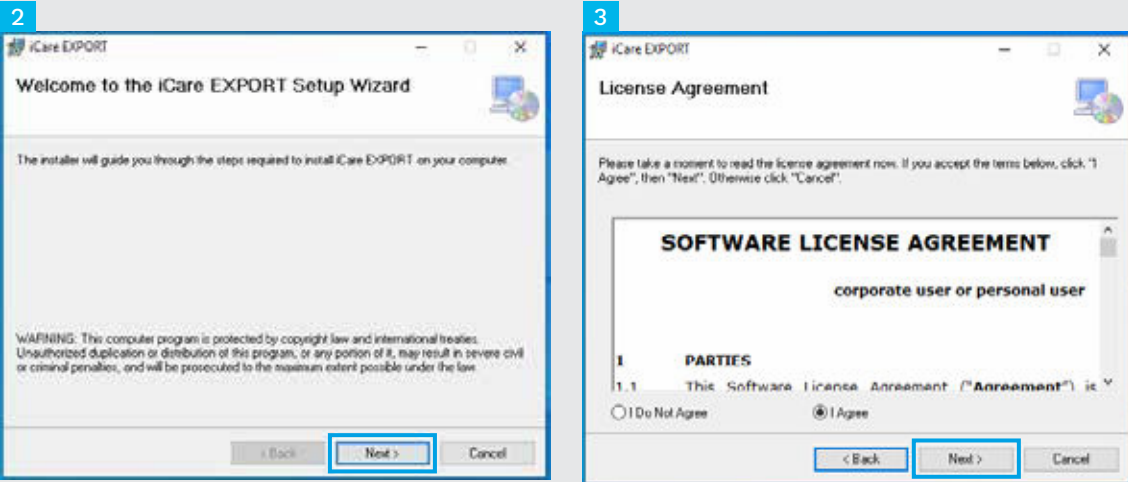 2
iCare EXPORT
Welcome to the iCare EXPORT Setup Wizard
The installer will guide you through the steps required to install iCare EXPORT on your computer.
WARNING: This computer program is protected by copyright law and international treaties.
Unauthorized duplication or distribution of this program, or any portion of it, may result in severe civil
or criminal penalties, and will be prosecuted to the maximum extent possible under the law.
< Back
Next >
Cancel
3
iCare EXPORT
License Agreement
Please take a moment to read the license agreement now. If you accept the terms below, click "I
Agree", then "Next". Otherwise click "Cancel".
SOFTWARE LICENSE AGREEMENT
corporate user or personal user
1 PARTIES
1.1 This Software License Agreement ("Agreement") is
I Do Not Agree
I Agree
< Back
Next >
Cancel